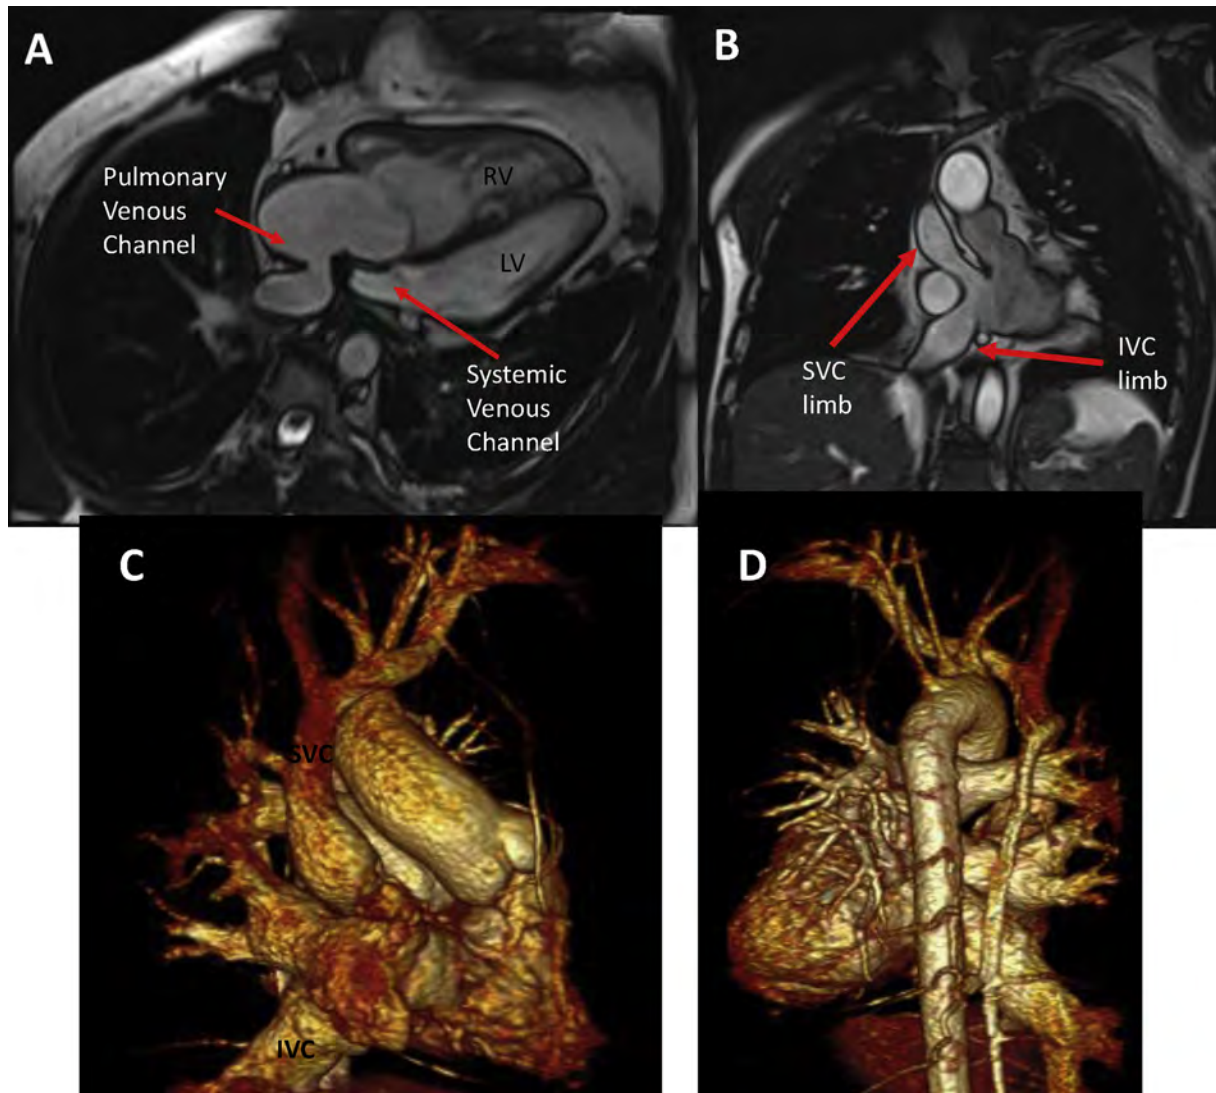 A
Pulmonary
Venous
Channel
RV
LV
Systemic
Venous
Channel
B
SVC
limb
IVC
limb
C
SVC
IVC
D